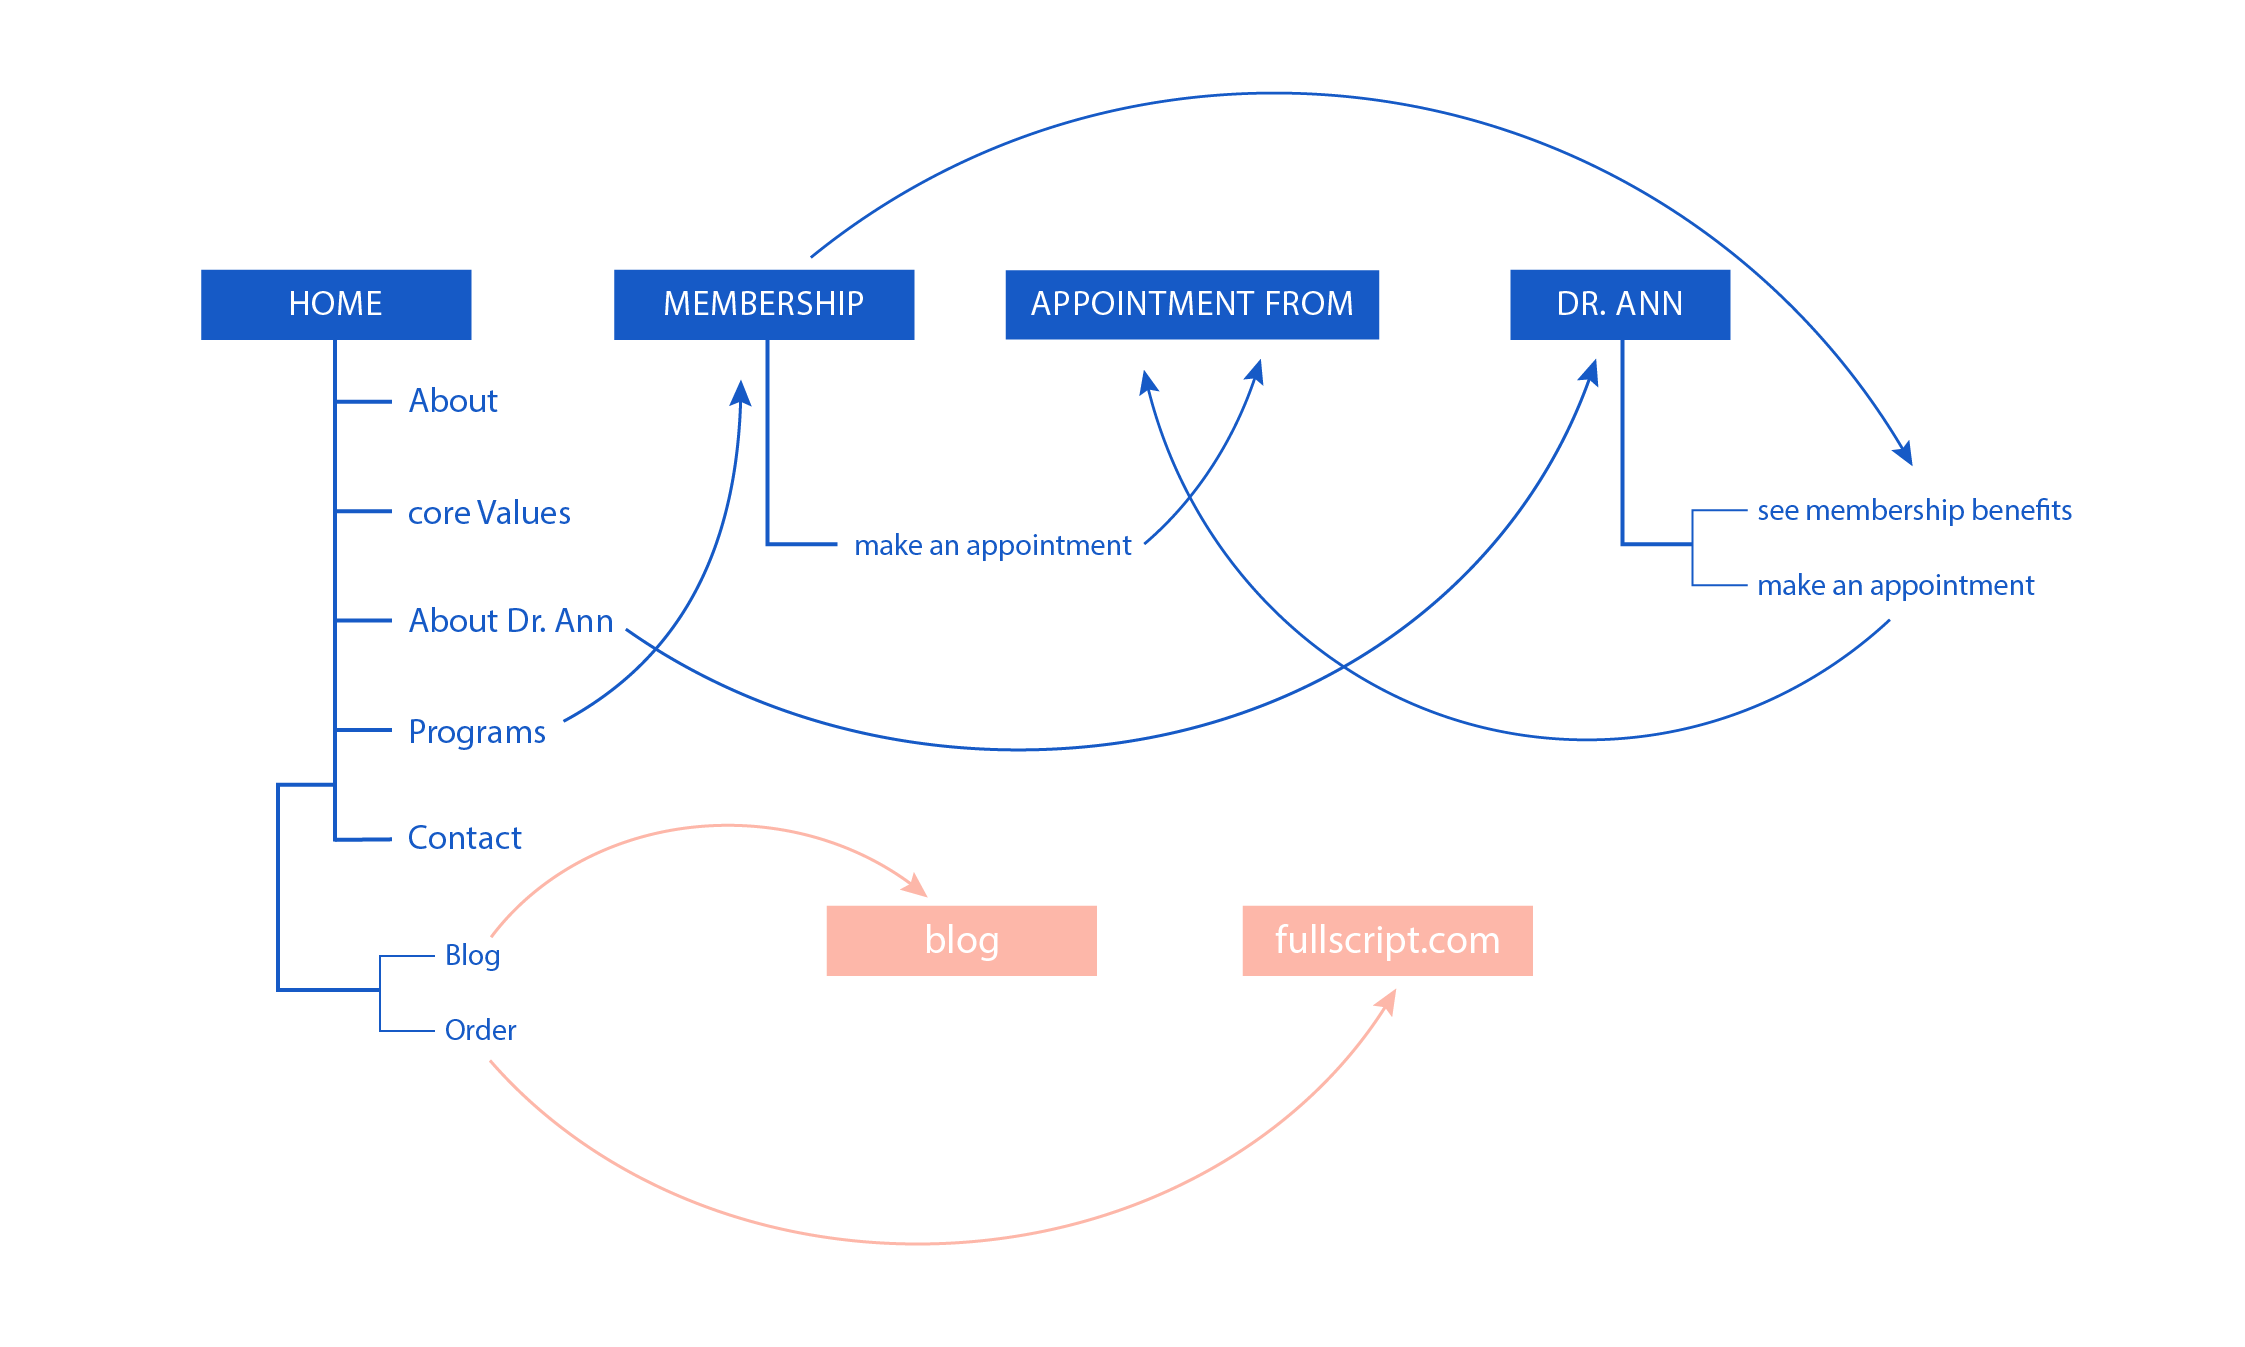 HOME
MEMBERSHIP
APPOINTMENT FROM
DR. ANN
About
core Values
About Dr. Ann
Programs
Contact
Blog
Order
make an appointment
see membership benefits
make an appointment
blog
fullscript.com